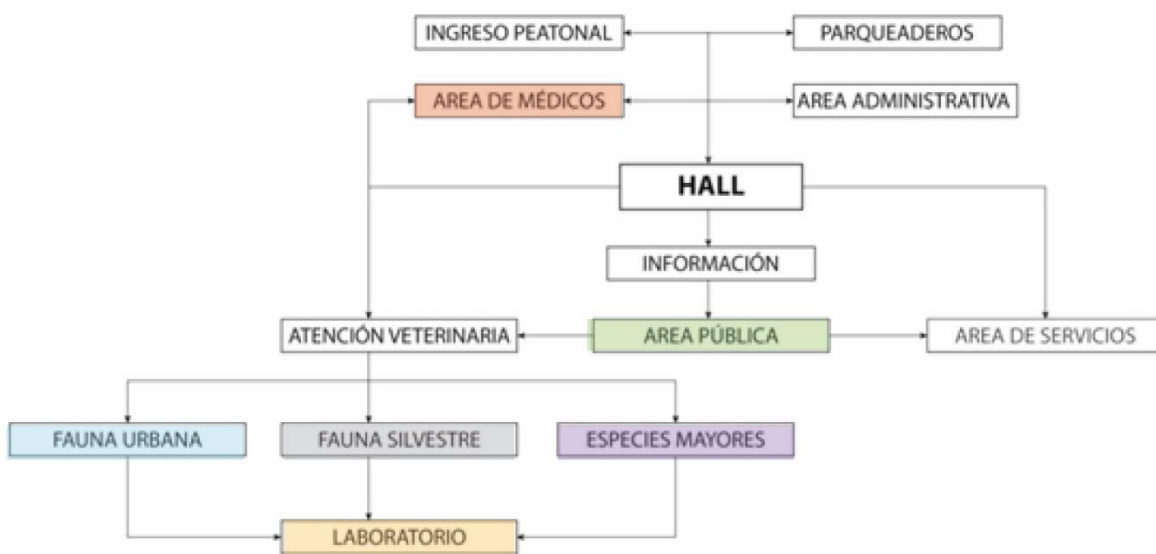 INGRESO PEATONAL
PARQUEADEROS
AREA DE MÉDICOS
AREA ADMINISTRATIVA
HALL
INFORMACIÓN
ATENCIÓN VETERINARIA
AREA PÚBLICA
AREA DE SERVICIOS
FAUNA URBANA
FAUNA SILVESTRE
ESPECIES MAYORES
LABORATORIO